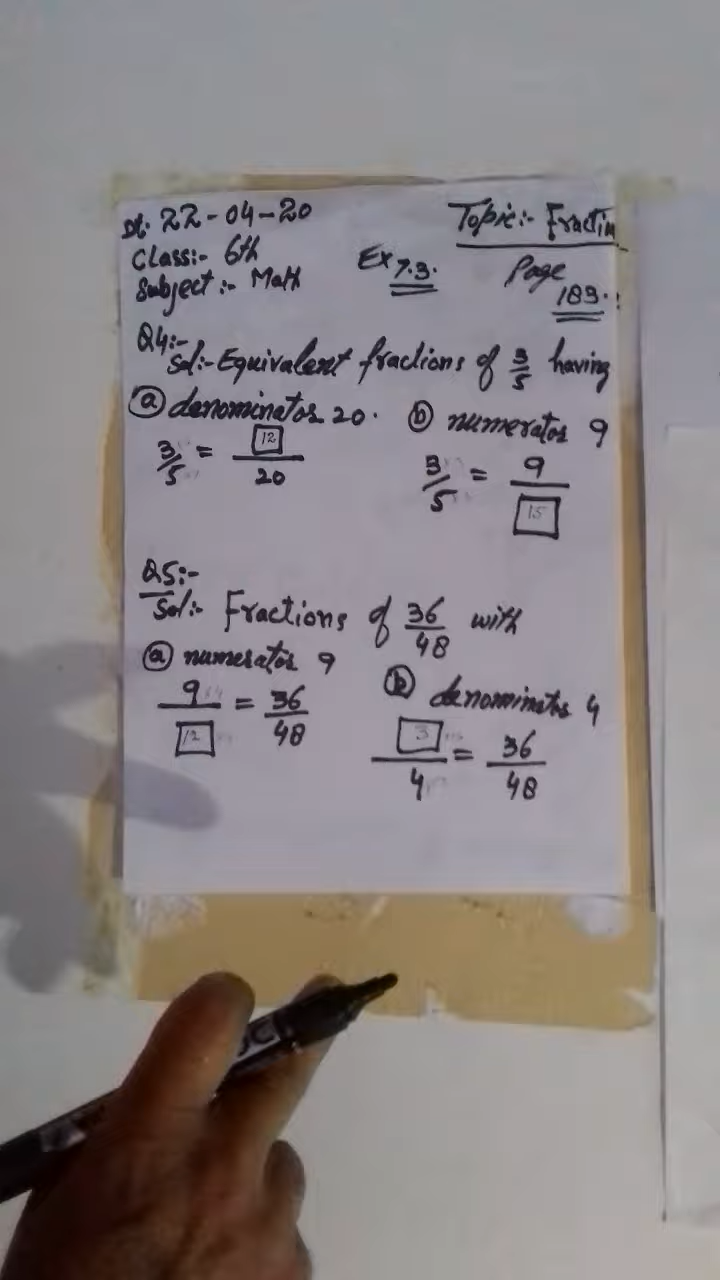 Dt. 22-04-20
Topic:- Fraction
Class:- 6th
Ex 7.3.
Page 183.
Subject:- Math
Q4:-
Sol:- Equivalent fractions of 3/5 having
(a) denominator 20.
(b) numerator 9
3/5 = 12/20
3/5 = 9/15
Q5:-
Sol:- Fractions of 36/48 with
(a) numerator 9
(b) denominator 4
9/12 = 36/48
3/4 = 36/48